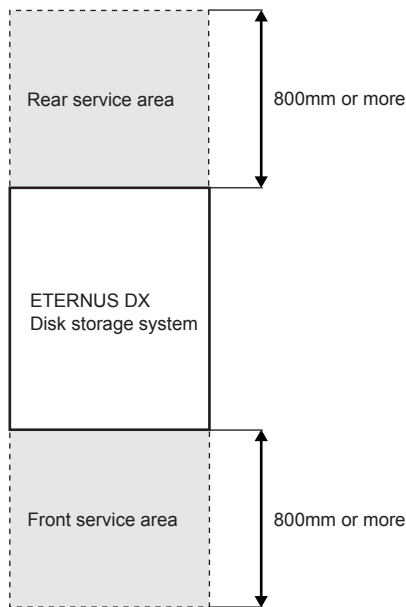 Rear service area
800mm or more
ETERNUS DX
Disk storage system
Front service area
800mm or more